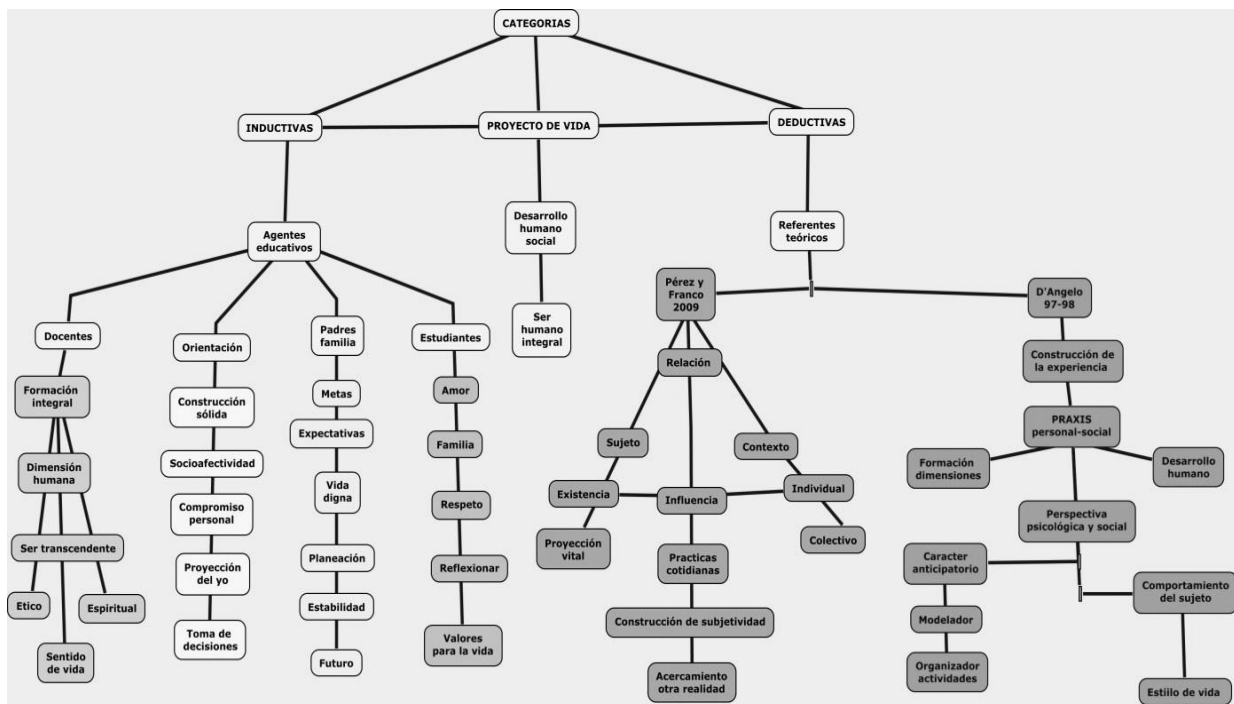 CATEGORIAS
INDUCTIVAS
PROYECTO DE VIDA
DEDUCTIVAS
Agentes
educativos
Desarrollo
humano
social
Referentes
teóricos
Ser
humano
integral
Docentes
Formación
integral
Dimensión
humana
Ser transcendente
Etico
Espiritual
Sentido
de vida
Orientación
Construcción
sólida
Socioafectividad
Compromiso
personal
Proyección
del yo
Toma de
decisiones
Padres
familia
Metas
Expectativas
Vida
digna
Planeación
Estabilidad
Futuro
Estudiantes
Amor
Familia
Respeto
Reflexionar
Valores
para la vida
Pérez y
Franco
2009
Relación
Sujeto
Contexto
Existencia
Influencia
Individual
Proyección
vital
Colectivo
Practicas
cotidianas
Construcción de subjetividad
Acercamiento
otra realidad
D'Angelo
97-98
Construcción de
la experiencia
PRAXIS
personal-social
Formación
dimensiones
Desarrollo
humano
Perspectiva
psicológica y social
Caracter
anticipatorio
Modelador
Organizador
actividades
Comportamiento
del sujeto
Estiilo de vida